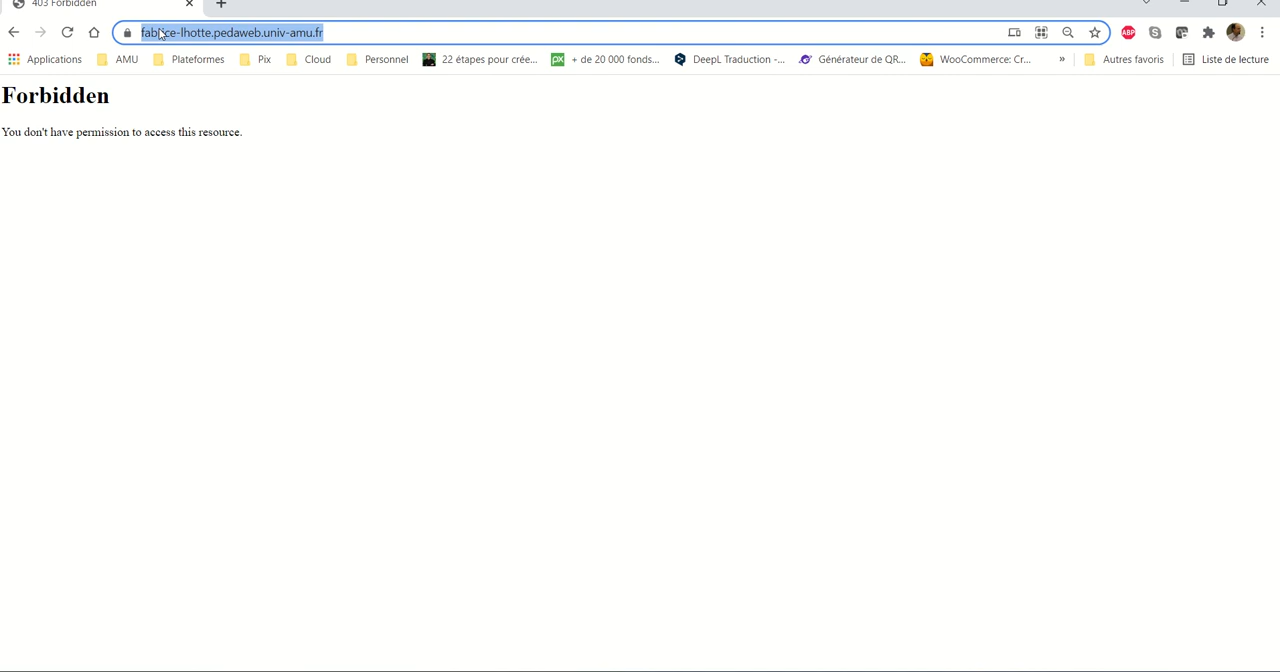 403 Forbidden
fabrice-lhotte.pedaweb.univ-amu.fr
ABP
Applications AMU Plateformes Pix Cloud Personnel 22 étapes pour crée... px + de 20 000 fonds... DeepL Traduction -... Générateur de QR... WooCommerce: Cr... » Autres favoris Liste de lecture
Forbidden
You don't have permission to access this resource.